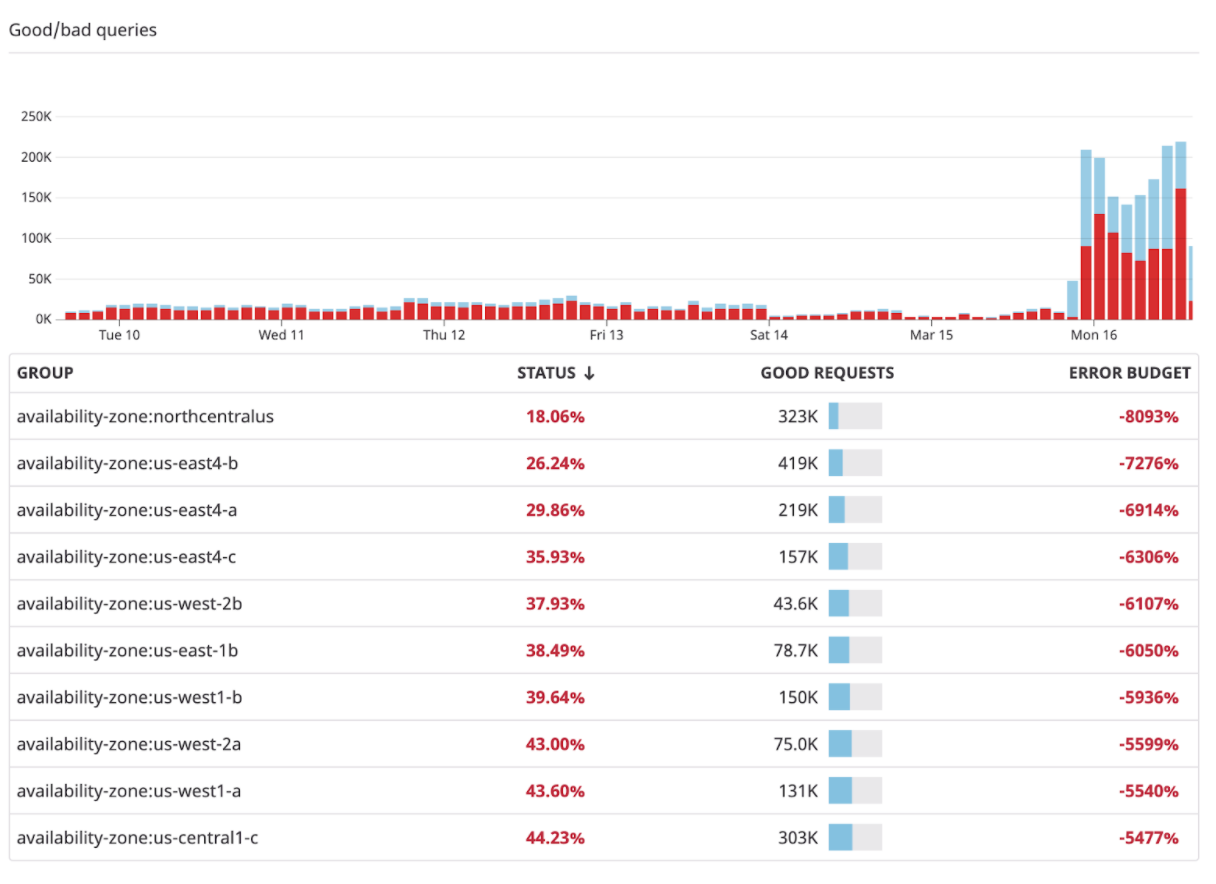 Good/bad queries
250K
200K
150K
100K
50K
0K
Tue 10 Wed 11 Thu 12 Fri 13 Sat 14 Mar 15 Mon 16
GROUP STATUS ↓ GOOD REQUESTS ERROR BUDGET
availability-zone:northcentralus 18.06% 323K -8093%
availability-zone:us-east4-b 26.24% 419K -7276%
availability-zone:us-east4-a 29.86% 219K -6914%
availability-zone:us-east4-c 35.93% 157K -6306%
availability-zone:us-west-2b 37.93% 43.6K -6107%
availability-zone:us-east-1b 38.49% 78.7K -6050%
availability-zone:us-west1-b 39.64% 150K -5936%
availability-zone:us-west-2a 43.00% 75.0K -5599%
availability-zone:us-west1-a 43.60% 131K -5540%
availability-zone:us-central1-c 44.23% 303K -5477%